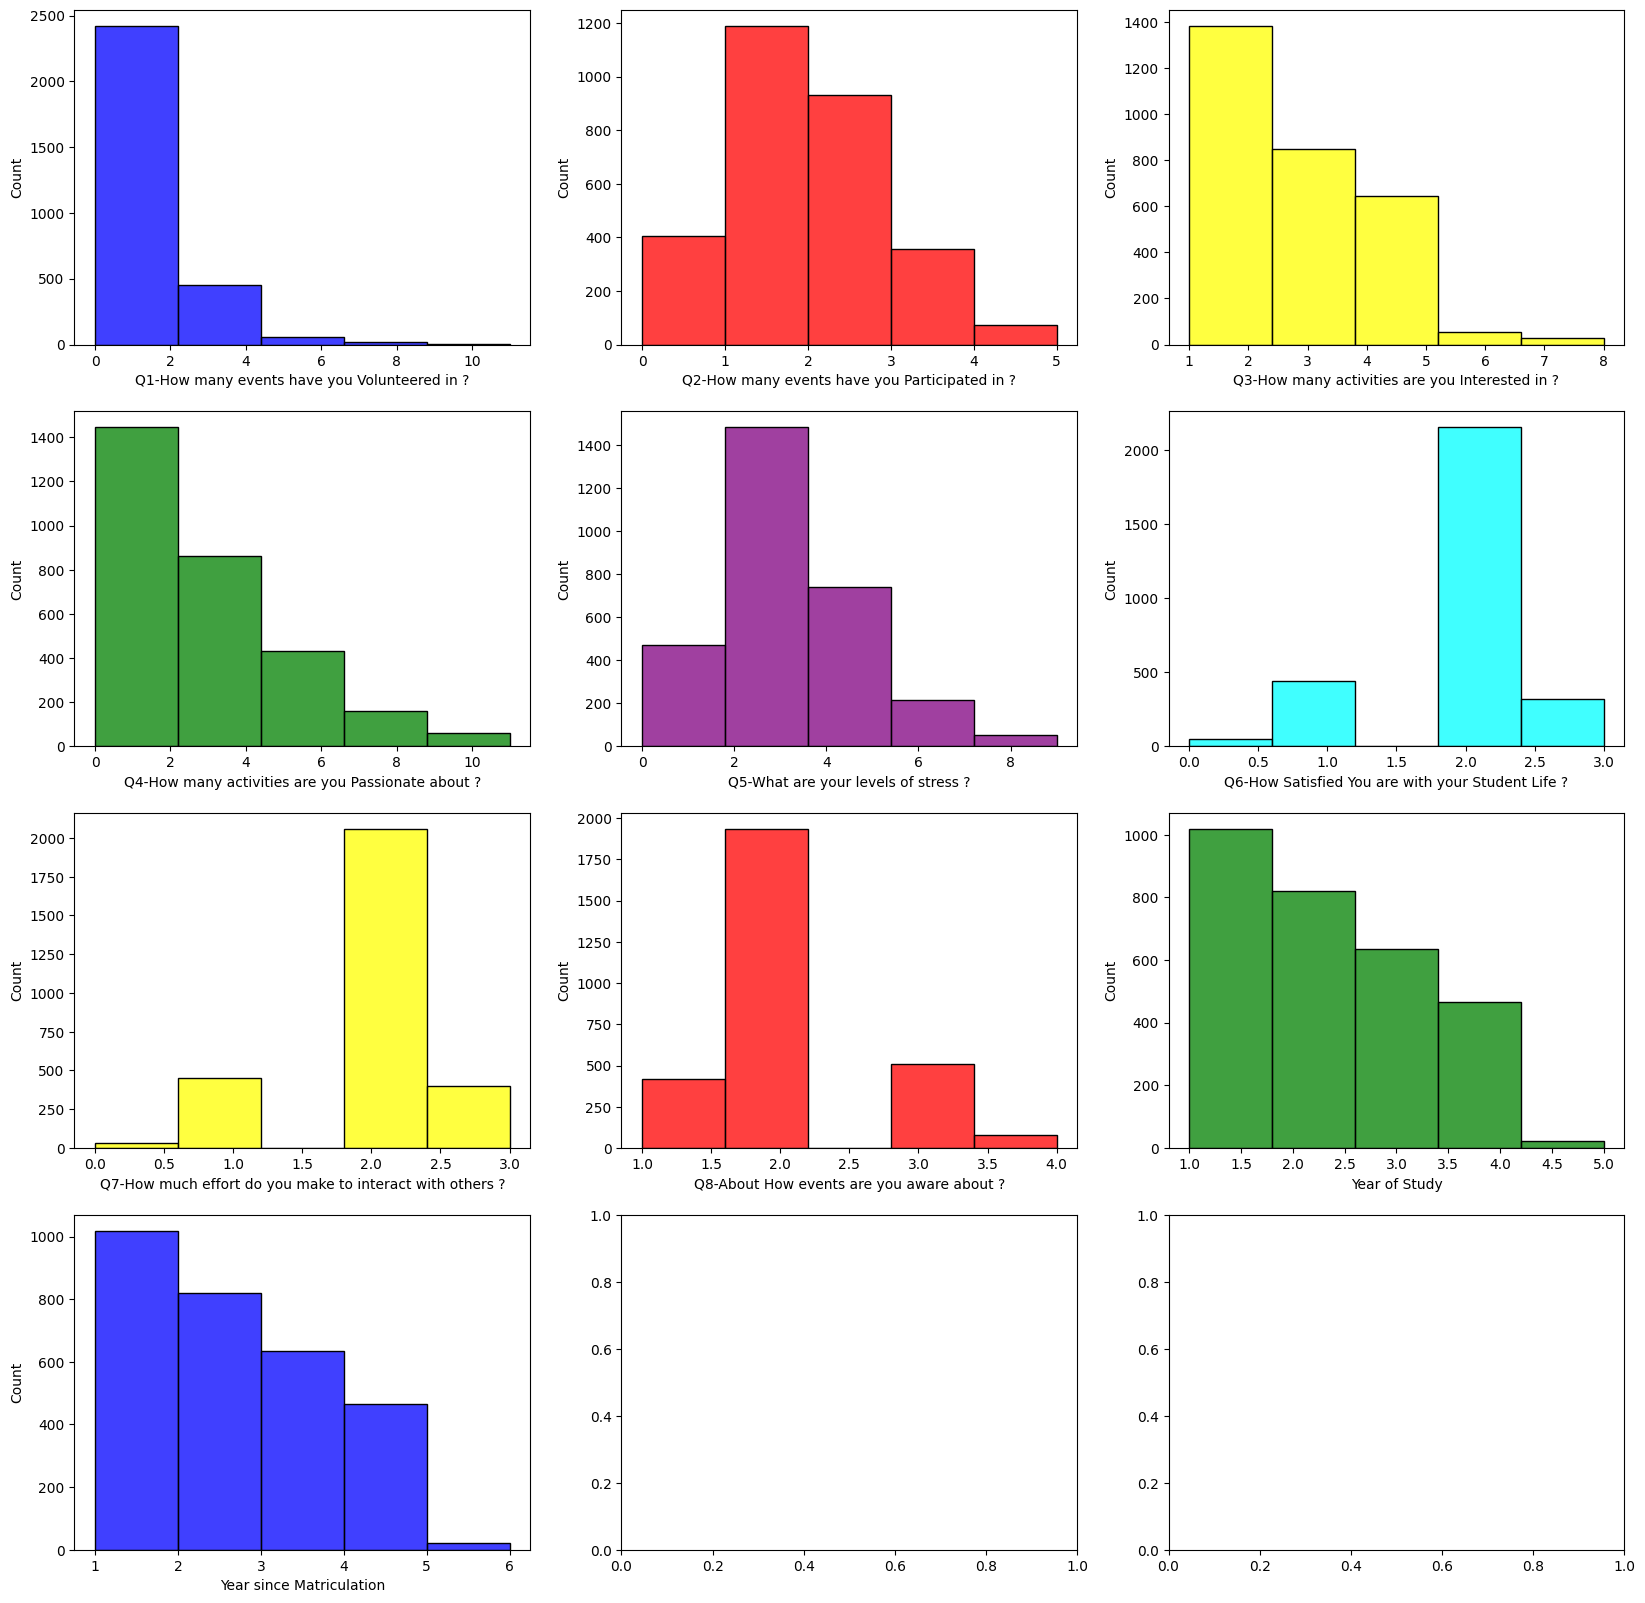 2500
2000
1500
1000
500
0
Count
0 2 4 6 8 10
Q1-How many events have you Volunteered in ?
1200
1000
800
600
400
200
0
Count
0 1 2 3 4 5
Q2-How many events have you Participated in ?
1400
1200
1000
800
600
400
200
0
Count
1 2 3 4 5 6 7 8
Q3-How many activities are you Interested in ?
1400
1200
1000
800
600
400
200
0
Count
0 2 4 6 8 10
Q4-How many activities are you Passionate about ?
1400
1200
1000
800
600
400
200
0
Count
0 2 4 6 8
Q5-What are your levels of stress ?
2000
1500
1000
500
0
Count
0.0 0.5 1.0 1.5 2.0 2.5 3.0
Q6-How Satisfied You are with your Student Life ?
2000
1750
1500
1250
1000
750
500
250
0
Count
0.0 0.5 1.0 1.5 2.0 2.5 3.0
Q7-How much effort do you make to interact with others ?
2000
1750
1500
1250
1000
750
500
250
0
Count
1.0 1.5 2.0 2.5 3.0 3.5 4.0
Q8-About How events are you aware about ?
1000
800
600
400
200
0
Count
1.0 1.5 2.0 2.5 3.0 3.5 4.0 4.5 5.0
Year of Study
1000
800
600
400
200
0
Count
1 2 3 4 5 6
Year since Matriculation
1.0
0.8
0.6
0.4
0.2
0.0
0.0 0.2 0.4 0.6 0.8 1.0
1.0
0.8
0.6
0.4
0.2
0.0
0.0 0.2 0.4 0.6 0.8 1.0